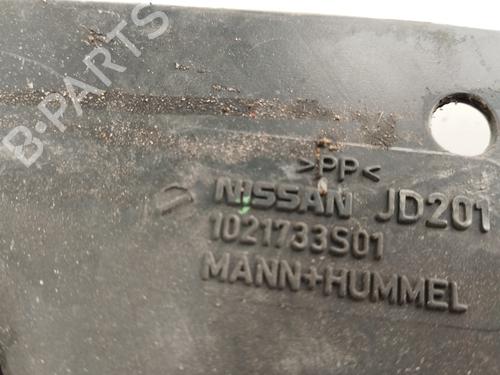 B-PARTS
>PP<
NISSAN JD201
1021733S01
MANN+HUMMEL